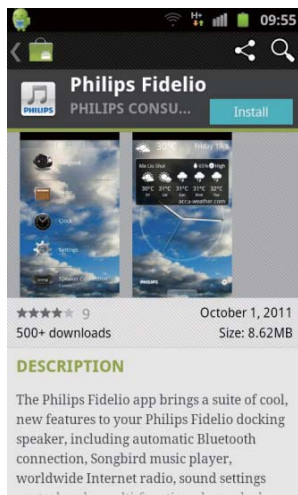 H+ 09:55
Philips Fidelio
PHILIPS CONSU...
PHILIPS
Install
30°C Friday
Clock
Settings
30°C 31°C 31°C 31°C 32°C
accu-weather.com
PHILIPS
9 October 1, 2011
500+ downloads Size: 8.62MB
DESCRIPTION
The Philips Fidelio app brings a suite of cool,
new features to your Philips Fidelio docking
speaker, including automatic Bluetooth
connection, Songbird music player,
worldwide Internet radio, sound settings